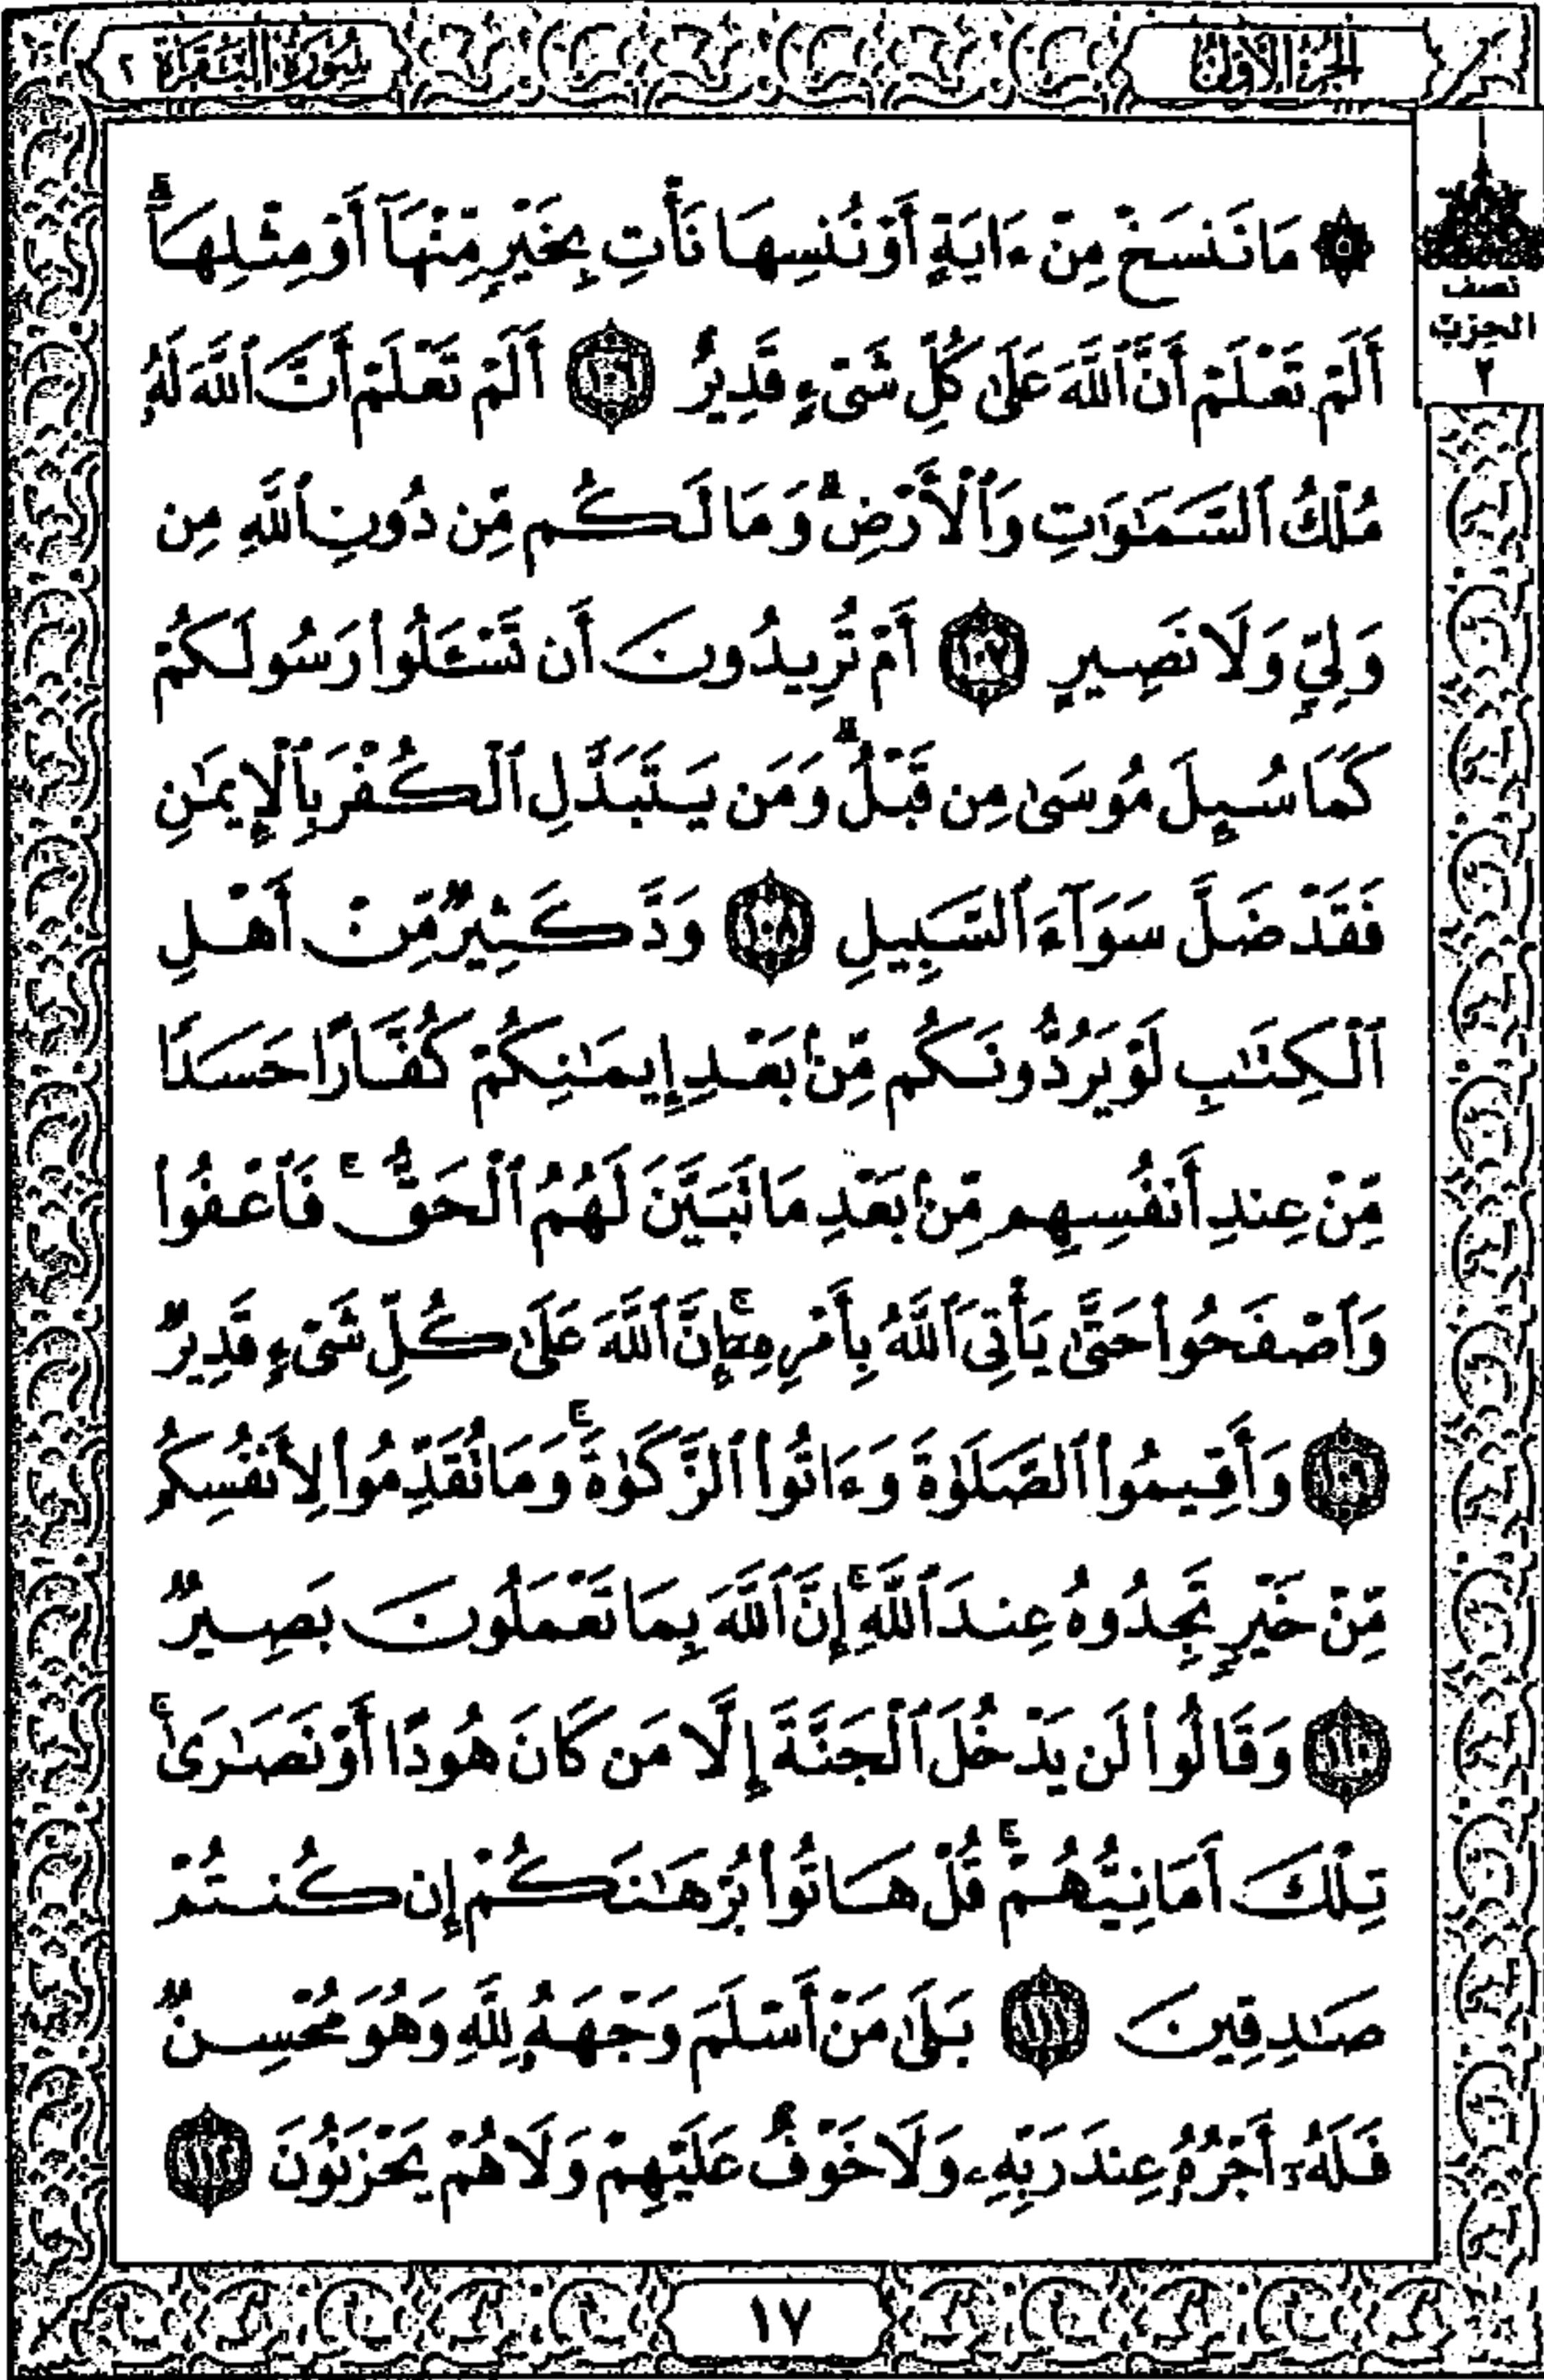 الجزء الأول
سورة البقرة ٢
نصف
الحزب
٢
۞ مَا نَنسَخْ مِنْ ءَايَةٍ أَوْ نُنسِهَا نَأْتِ بِخَيْرٍ مِّنْهَآ أَوْ مِثْلِهَآ ۗ
أَلَمْ تَعْلَمْ أَنَّ ٱللَّهَ عَلَىٰ كُلِّ شَىْءٍ قَدِيرٌ ١٠٦ أَلَمْ تَعْلَمْ أَنَّ ٱللَّهَ لَهُۥ
مُلْكُ ٱلسَّمَٰوَٰتِ وَٱلْأَرْضِ ۗ وَمَا لَكُم مِّن دُونِ ٱللَّهِ مِن
وَلِىٍّ وَلَا نَصِيرٍ ١٠٧ أَمْ تُرِيدُونَ أَن تَسْـَٔلُوا۟ رَسُولَكُمْ
كَمَا سُئِلَ مُوسَىٰ مِن قَبْلُ ۗ وَمَن يَتَبَدَّلِ ٱلْكُفْرَ بِٱلْإِيمَٰنِ
فَقَدْ ضَلَّ سَوَآءَ ٱلسَّبِيلِ ١٠٨ وَدَّ كَثِيرٌ مِّنْ أَهْلِ
ٱلْكِتَٰبِ لَوْ يَرُدُّونَكُم مِّنۢ بَعْدِ إِيمَٰنِكُمْ كُفَّارًا حَسَدًا
مِّنْ عِندِ أَنفُسِهِم مِّنۢ بَعْدِ مَا تَبَيَّنَ لَهُمُ ٱلْحَقُّ ۖ فَٱعْفُوا۟
وَٱصْفَحُوا۟ حَتَّىٰ يَأْتِىَ ٱللَّهُ بِأَمْرِهِۦٓ ۗ إِنَّ ٱللَّهَ عَلَىٰ كُلِّ شَىْءٍ قَدِيرٌ
١٠٩ وَأَقِيمُوا۟ ٱلصَّلَوٰةَ وَءَاتُوا۟ ٱلزَّكَوٰةَ ۚ وَمَا تُقَدِّمُوا۟ لِأَنفُسِكُم
مِّنْ خَيْرٍ تَجِدُوهُ عِندَ ٱللَّهِ ۗ إِنَّ ٱللَّهَ بِمَا تَعْمَلُونَ بَصِيرٌ
١١٠ وَقَالُوا۟ لَن يَدْخُلَ ٱلْجَنَّةَ إِلَّا مَن كَانَ هُودًا أَوْ نَصَٰرَىٰ ۗ
تِلْكَ أَمَانِيُّهُمْ ۗ قُلْ هَاتُوا۟ بُرْهَٰنَكُمْ إِن كُنتُمْ
صَٰدِقِينَ ١١١ بَلَىٰ مَنْ أَسْلَمَ وَجْهَهُۥ لِلَّهِ وَهُوَ مُحْسِنٌ
فَلَهُۥٓ أَجْرُهُۥ عِندَ رَبِّهِۦ وَلَا خَوْفٌ عَلَيْهِمْ وَلَا هُمْ يَحْزَنُونَ ١١٢
١٧